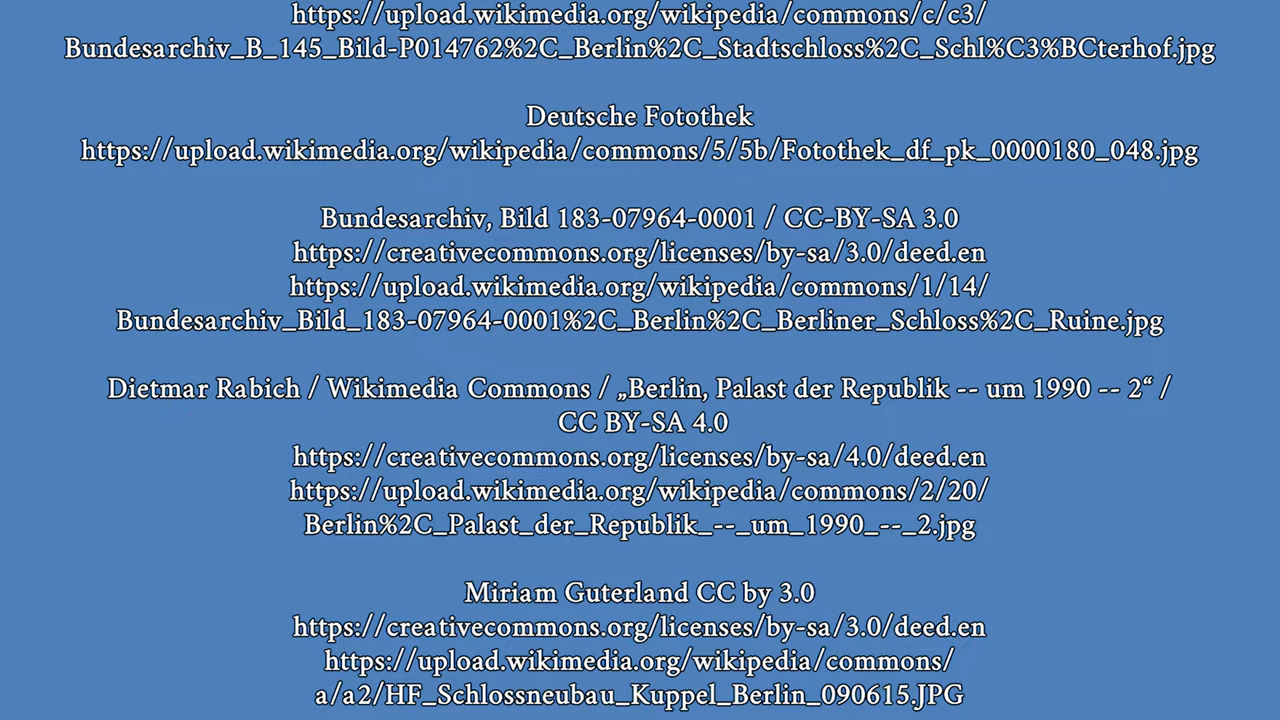 https://upload.wikimedia.org/wikipedia/commons/c/c3/
Bundesarchiv_B_145_Bild-P014762%2C_Berlin%2C_Stadtschloss%2C_Schl%C3%BCterhof.jpg
Deutsche Fotothek
https://upload.wikimedia.org/wikipedia/commons/5/5b/Fotothek_df_pk_0000180_048.jpg
Bundesarchiv, Bild 183-07964-0001 / CC-BY-SA 3.0
https://creativecommons.org/licenses/by-sa/3.0/deed.en
https://upload.wikimedia.org/wikipedia/commons/1/14/
Bundesarchiv_Bild_183-07964-0001%2C_Berlin%2C_Berliner_Schloss%2C_Ruine.jpg
Dietmar Rabich / Wikimedia Commons / „Berlin, Palast der Republik -- um 1990 -- 2“ /
CC BY-SA 4.0
https://creativecommons.org/licenses/by-sa/4.0/deed.en
https://upload.wikimedia.org/wikipedia/commons/2/20/
Berlin%2C_Palast_der_Republik_--_um_1990_--_2.jpg
Miriam Guterland CC by 3.0
https://creativecommons.org/licenses/by-sa/3.0/deed.en
https://upload.wikimedia.org/wikipedia/commons/
a/a2/HF_Schlossneubau_Kuppel_Berlin_090615.JPG